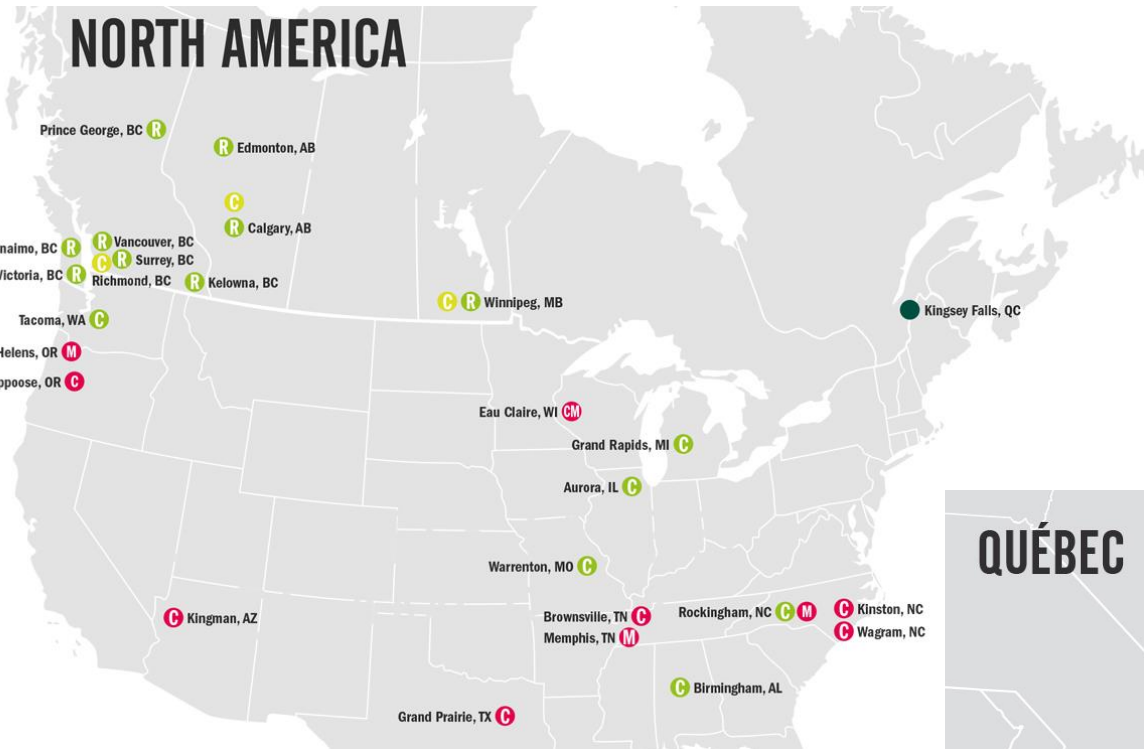 NORTH AMERICA
Prince George, BC R
R Edmonton, AB
C
R Calgary, AB
R Vancouver, BC
naimo, BC R
C R Surrey, BC
Victoria, BC R
Richmond, BC
R Kelowna, BC
C R Winnipeg, MB
Kingsey Falls, QC
Tacoma, WA C
Helens, OR M
ppoose, OR C
Eau Claire, WI CM
Grand Rapids, MI C
Aurora, IL C
QUÉBEC
Warrenton, MO C
C Kingman, AZ
Brownsville, TN C
Memphis, TN M
Rockingham, NC C M
C Kinston, NC
C Wagram, NC
C Birmingham, AL
Grand Prairie, TX C